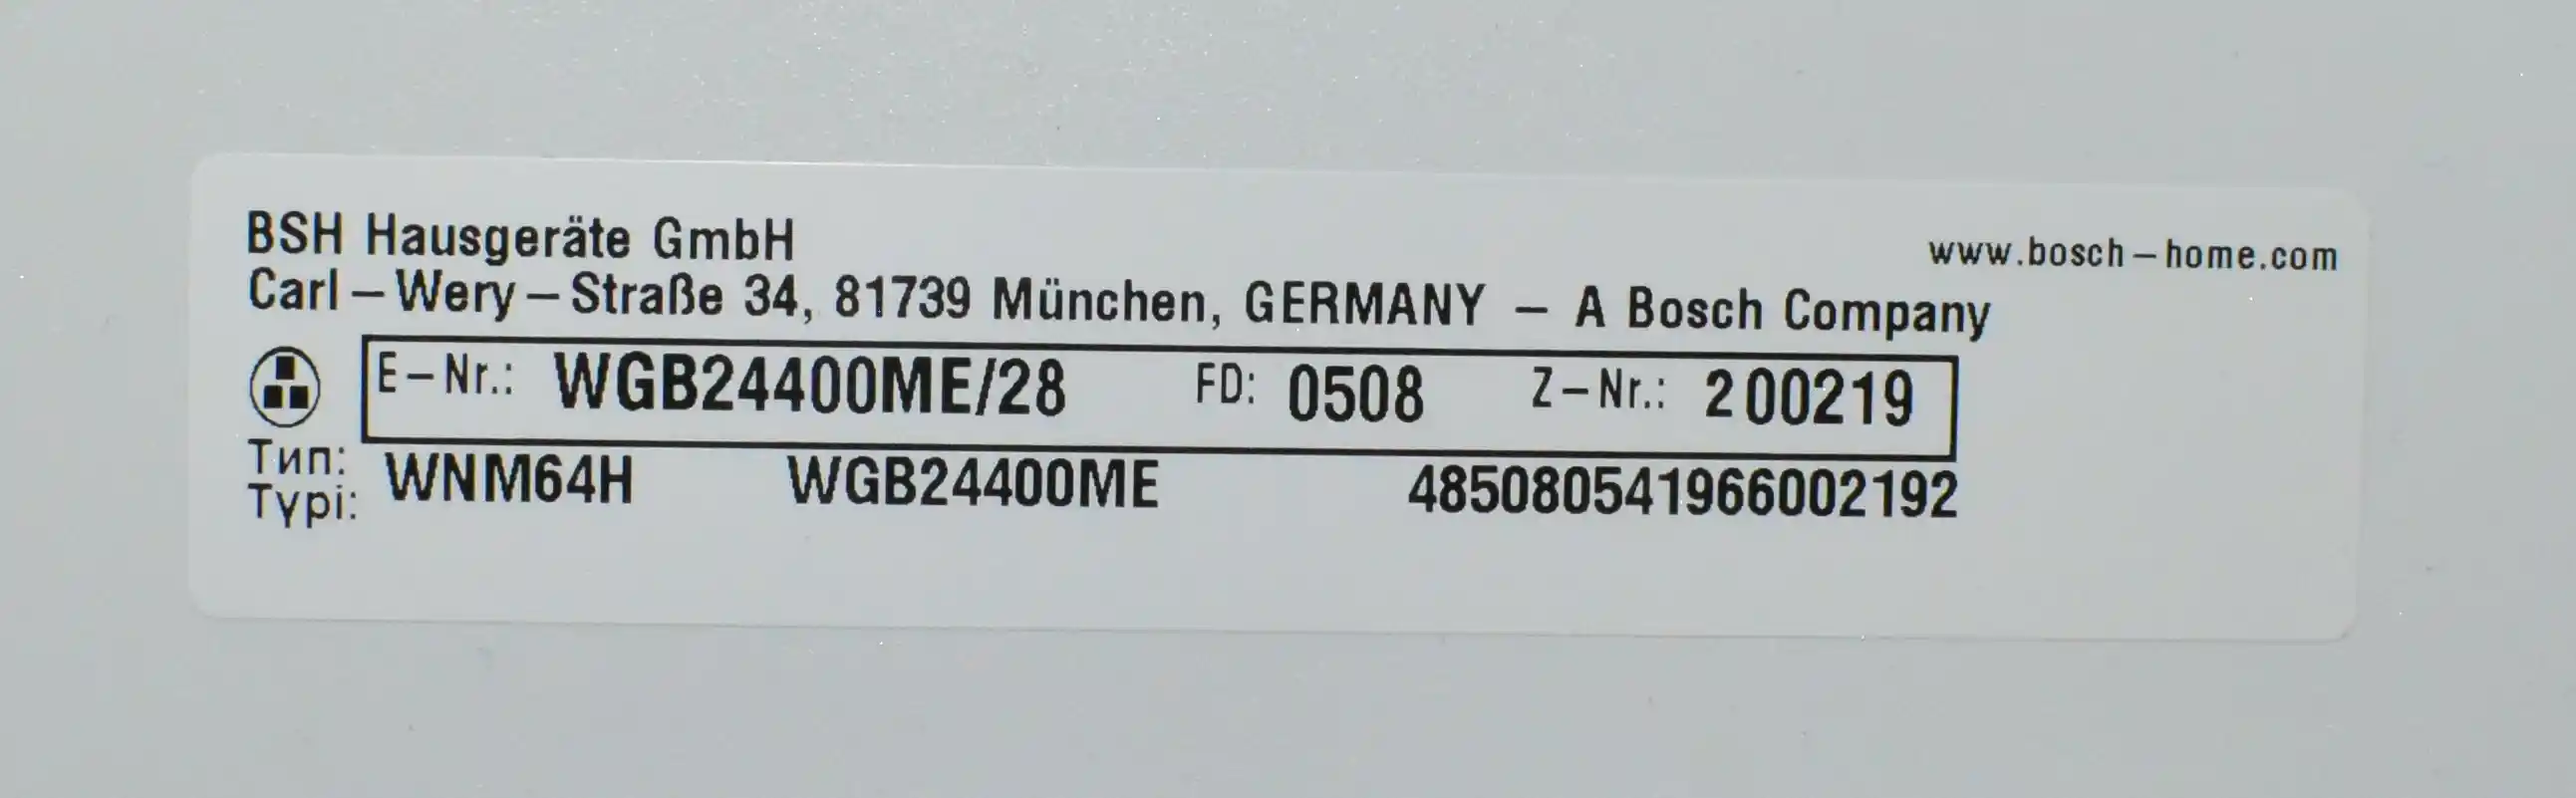 BSH Hausgeräte GmbH
www.bosch-home.com
Carl-Wery-Straße 34, 81739 München, GERMANY - A Bosch Company
E-Nr.: WGB24400ME/28 FD: 0508 Z-Nr.: 200219
Тип:
Typi: WNM64H WGB24400ME 485080541966002192